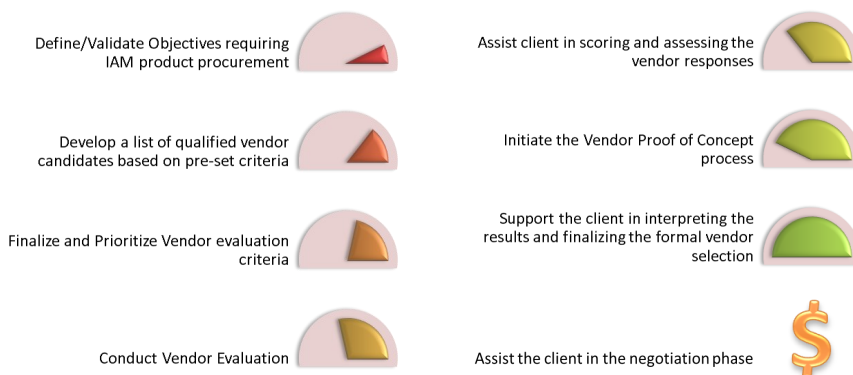 Define/Validate Objectives requiring
IAM product procurement
Develop a list of qualified vendor
candidates based on pre-set criteria
Finalize and Prioritize Vendor evaluation
criteria
Conduct Vendor Evaluation
Assist client in scoring and assessing the
vendor responses
Initiate the Vendor Proof of Concept
process
Support the client in interpreting the
results and finalizing the formal vendor
selection
Assist the client in the negotiation phase
$